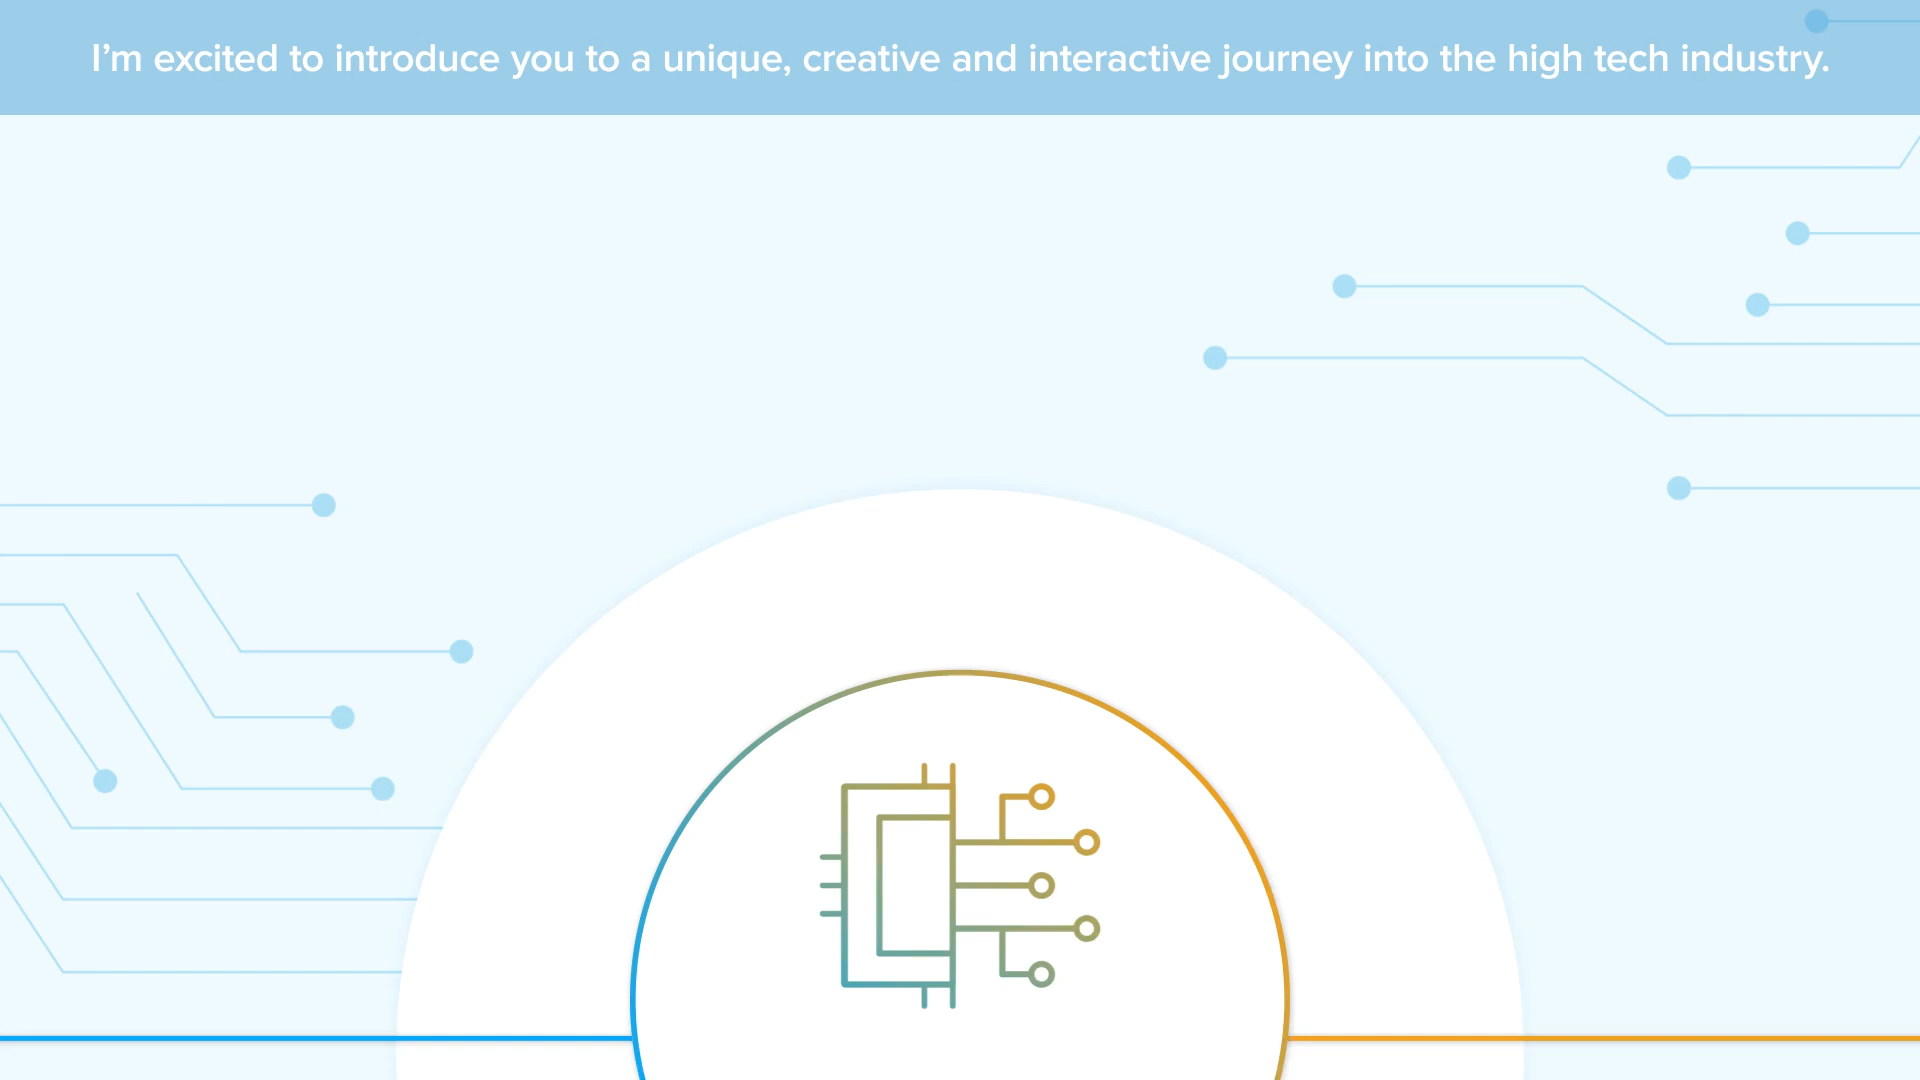 I’m excited to introduce you to a unique, creative and interactive journey into the high tech industry.